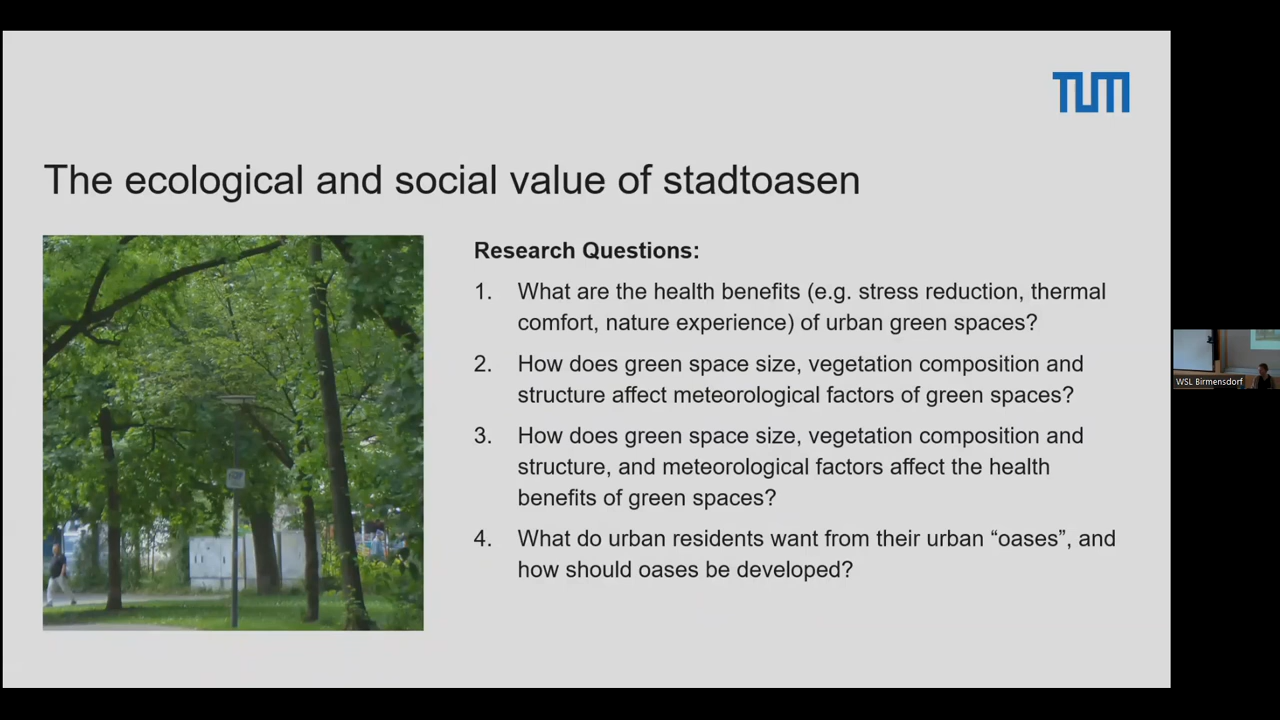 TUM
The ecological and social value of stadtoasen
Research Questions:
1. What are the health benefits (e.g. stress reduction, thermal
comfort, nature experience) of urban green spaces?
2. How does green space size, vegetation composition and
structure affect meteorological factors of green spaces?
3. How does green space size, vegetation composition and
structure, and meteorological factors affect the health
benefits of green spaces?
4. What do urban residents want from their urban “oases”, and
how should oases be developed?
WSL Birmensdorf